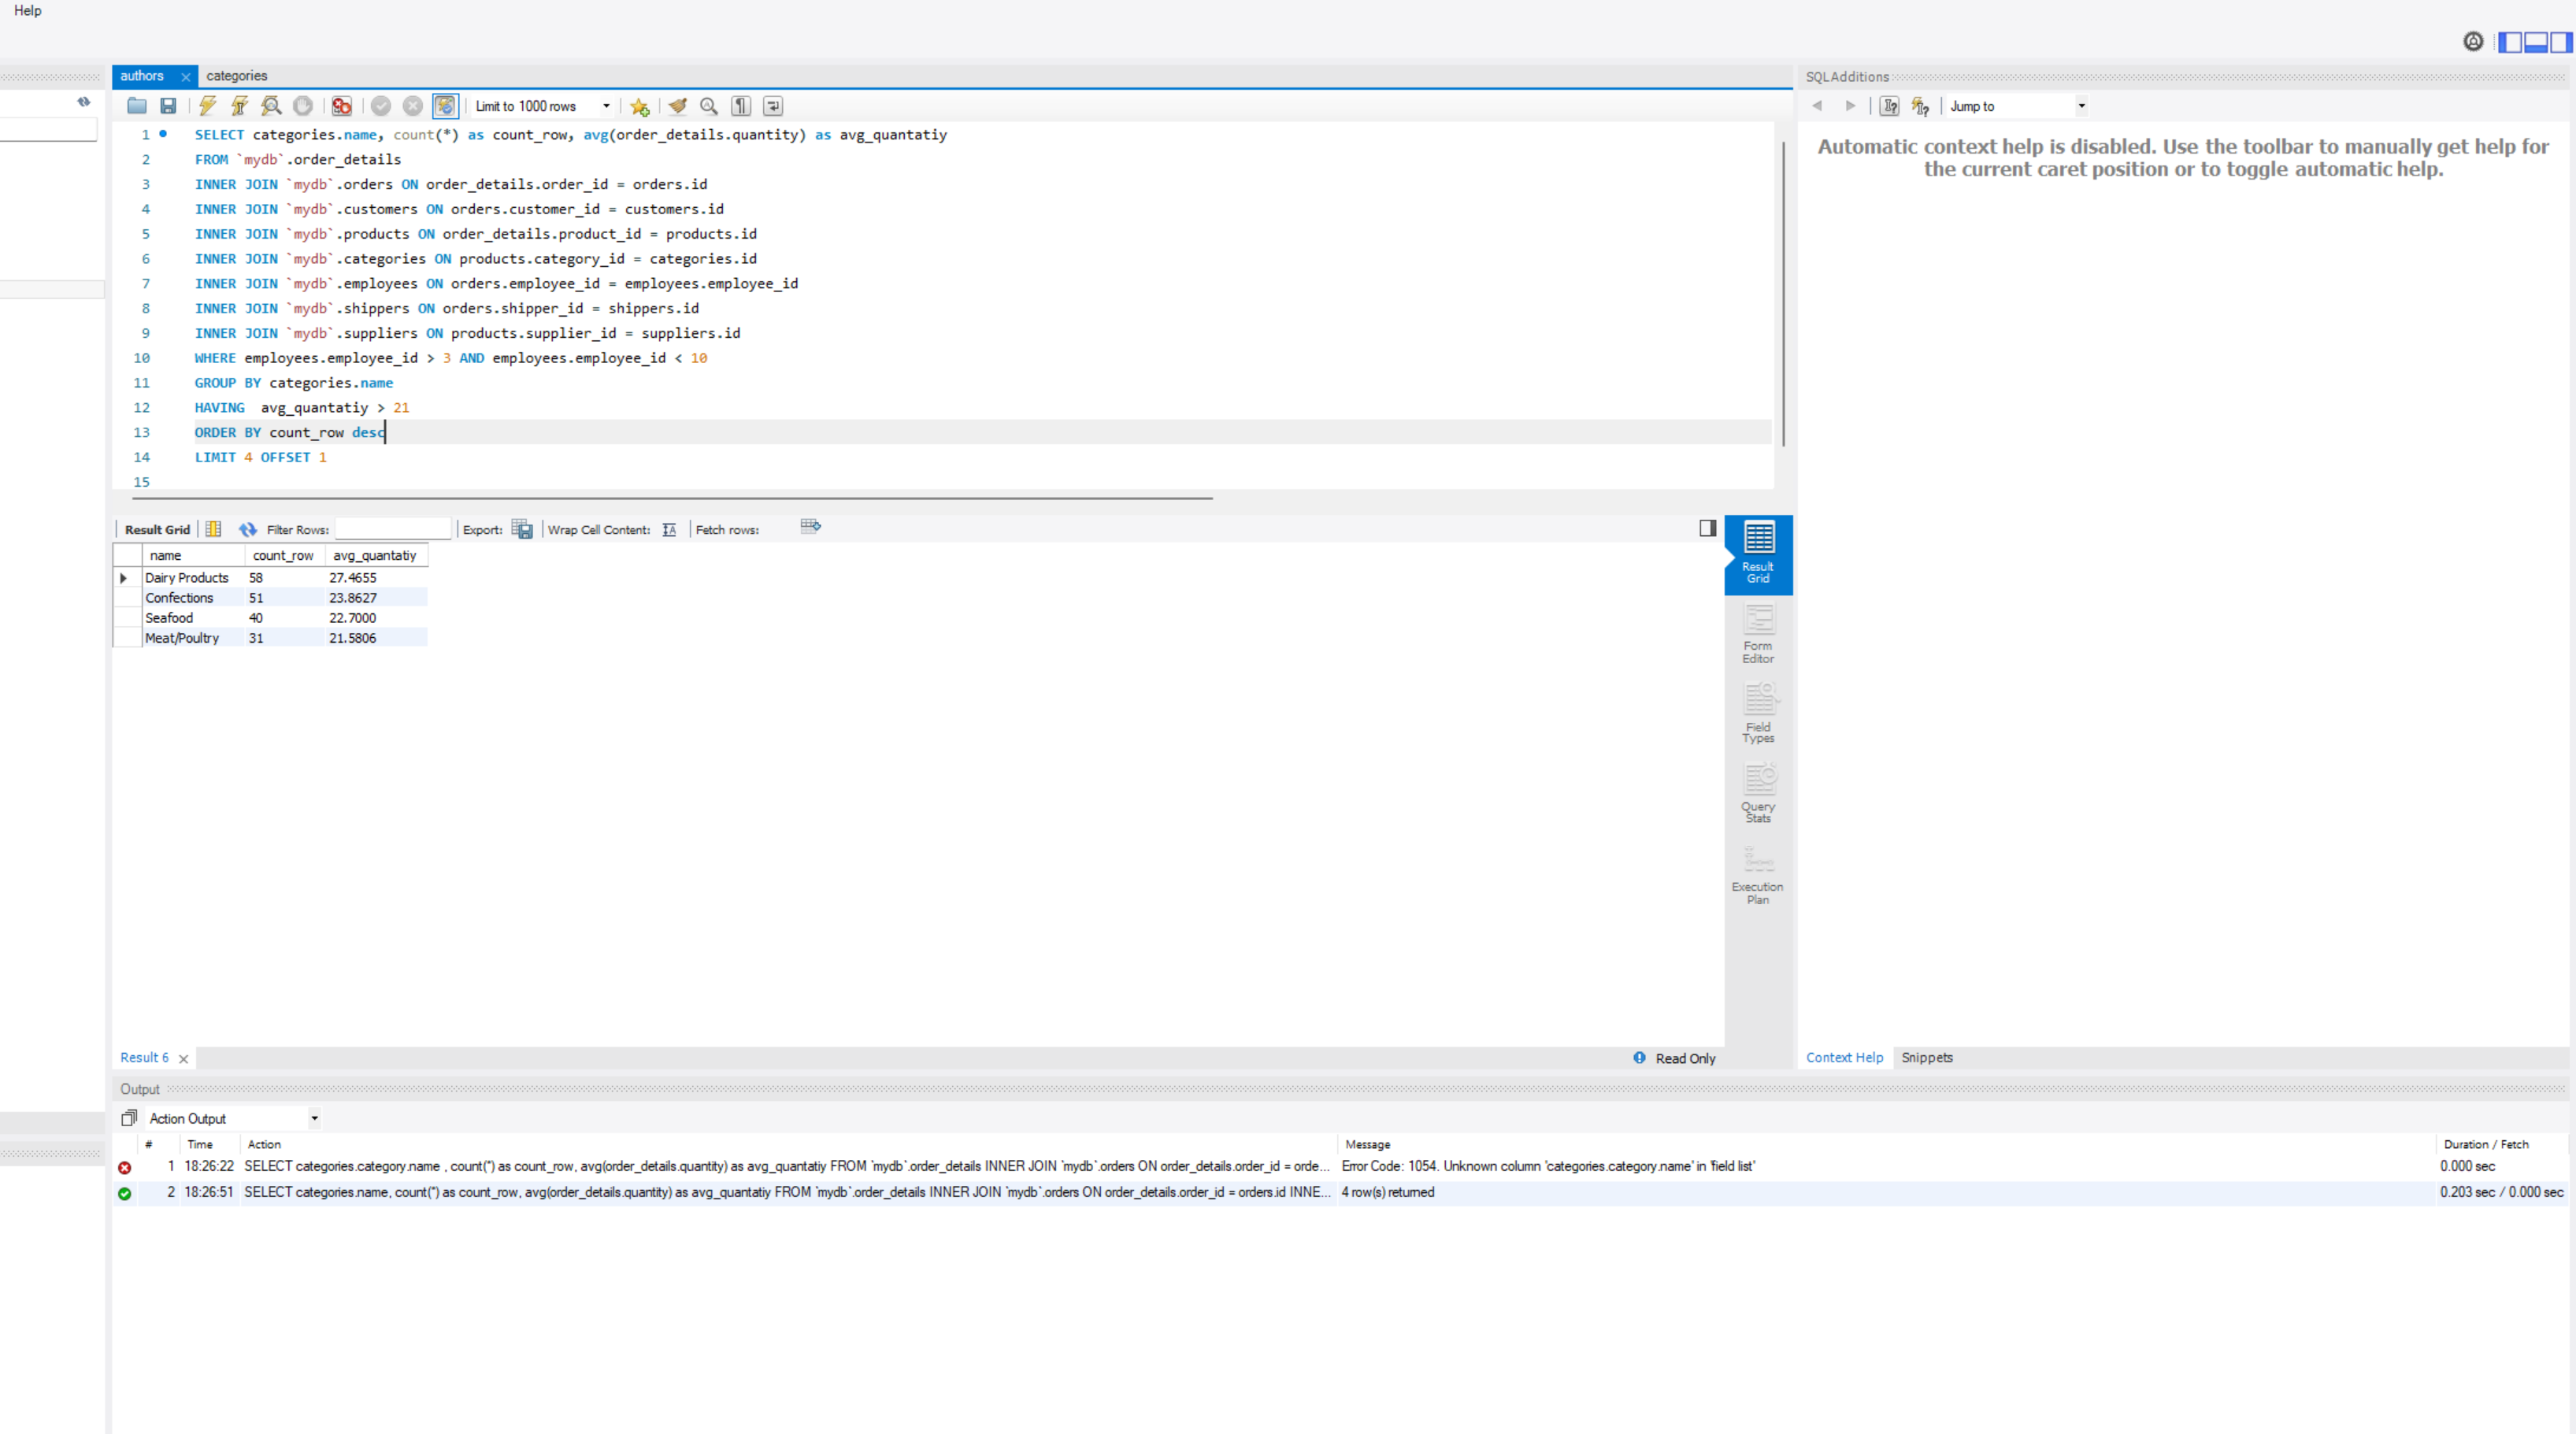 Help
authors
categories
SQLAdditions
Limit to 1000 rows
Jump to
Automatic context help is disabled. Use the toolbar to manually get help for
the current caret position or to toggle automatic help.
1 SELECT categories.name, count(*) as count_row, avg(order_details.quantity) as avg_quantatiy
2 FROM `mydb`.order_details
3 INNER JOIN `mydb`.orders ON order_details.order_id = orders.id
4 INNER JOIN `mydb`.customers ON orders.customer_id = customers.id
5 INNER JOIN `mydb`.products ON order_details.product_id = products.id
6 INNER JOIN `mydb`.categories ON products.category_id = categories.id
7 INNER JOIN `mydb`.employees ON orders.employee_id = employees.employee_id
8 INNER JOIN `mydb`.shippers ON orders.shipper_id = shippers.id
9 INNER JOIN `mydb`.suppliers ON products.supplier_id = suppliers.id
10 WHERE employees.employee_id > 3 AND employees.employee_id < 10
11 GROUP BY categories.name
12 HAVING  avg_quantatiy > 21
13 ORDER BY count_row desc
14 LIMIT 4 OFFSET 1
15
Result Grid Filter Rows: Export: Wrap Cell Content: Fetch rows:
name count_row avg_quantatiy
Dairy Products 58 27.4655
Confections 51 23.8627
Seafood 40 22.7000
Meat/Poultry 31 21.5806
Result
Grid
Form
Editor
Field
Types
Query
Stats
Execution
Plan
Result 6
Read Only
Context Help Snippets
Output
Action Output
# Time Action Message Duration / Fetch
1 18:26:22 SELECT categories.category.name , count(*) as count_row, avg(order_details.quantity) as avg_quantatiy FROM `mydb`.order_details INNER JOIN `mydb`.orders ON order_details.order_id = orde... Error Code: 1054. Unknown column 'categories.category.name' in 'field list' 0.000 sec
2 18:26:51 SELECT categories.name, count(*) as count_row, avg(order_details.quantity) as avg_quantatiy FROM `mydb`.order_details INNER JOIN `mydb`.orders ON order_details.order_id = orders.id INNE... 4 row(s) returned 0.203 sec / 0.000 sec